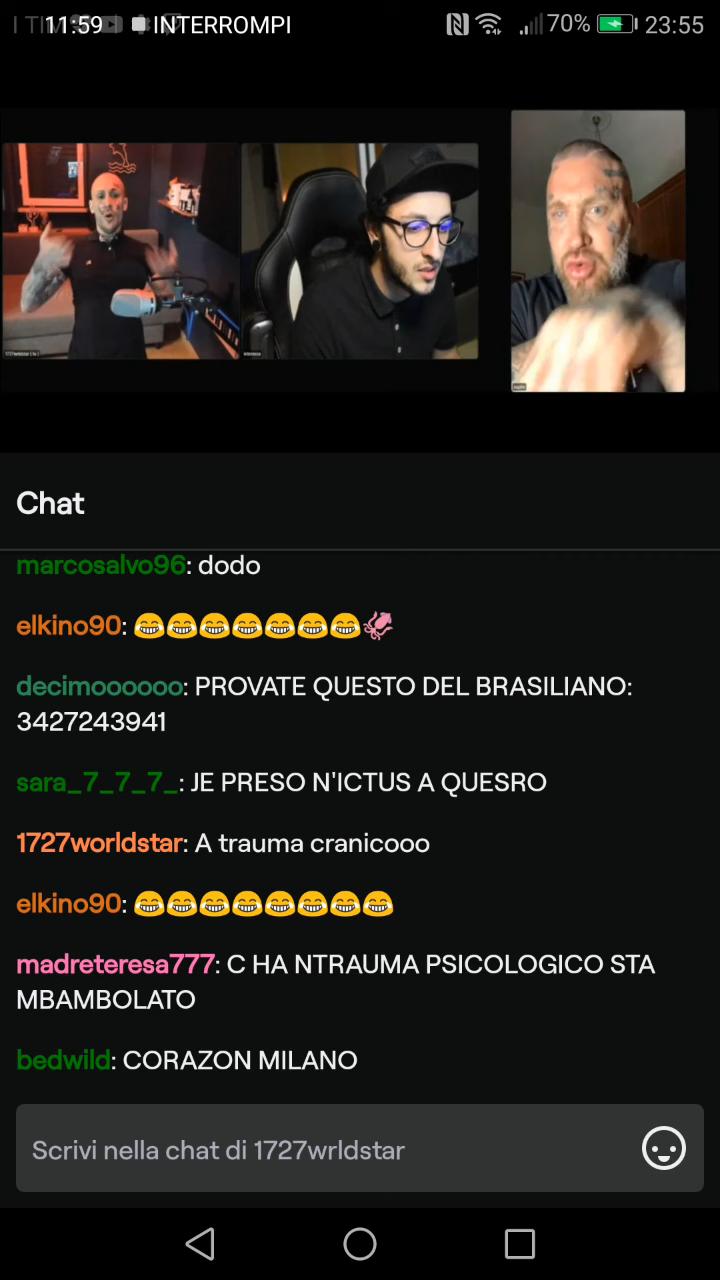 11:59 INTERROMPI 70% 23:55
Chat
marcosalvo96: dodo
elkino90: 😂😂😂😂😂😂😂🦑
decimoooooo: PROVATE QUESTO DEL BRASILIANO:
3427243941
sara_7_7_7_: JE PRESO N'ICTUS A QUESRO
1727worldstar: A trauma cranicooo
elkino90: 😂😂😂😂😂😂😂😂
madreteresa777: C HA NTRAUMA PSICOLOGICO STA
MBAMBOLATO
bedwild: CORAZON MILANO
Scrivi nella chat di 1727wrldstar